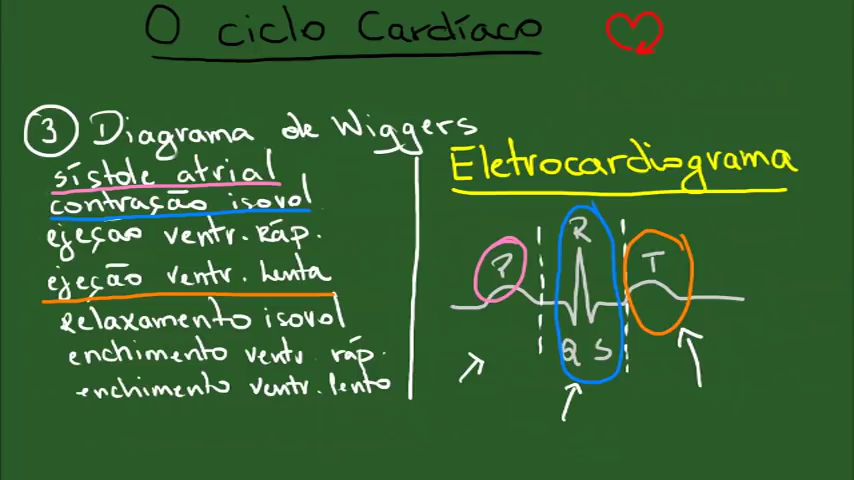 O ciclo Cardíaco
3 Diagrama de Wiggers
sístole atrial
contração isovol
ejeção ventr. Ráp.
ejeção ventr. lenta
Relaxamento isovol
enchimento ventr. ráp.
enchimento ventr. lento
Eletrocardiograma
P
R
T
Q S